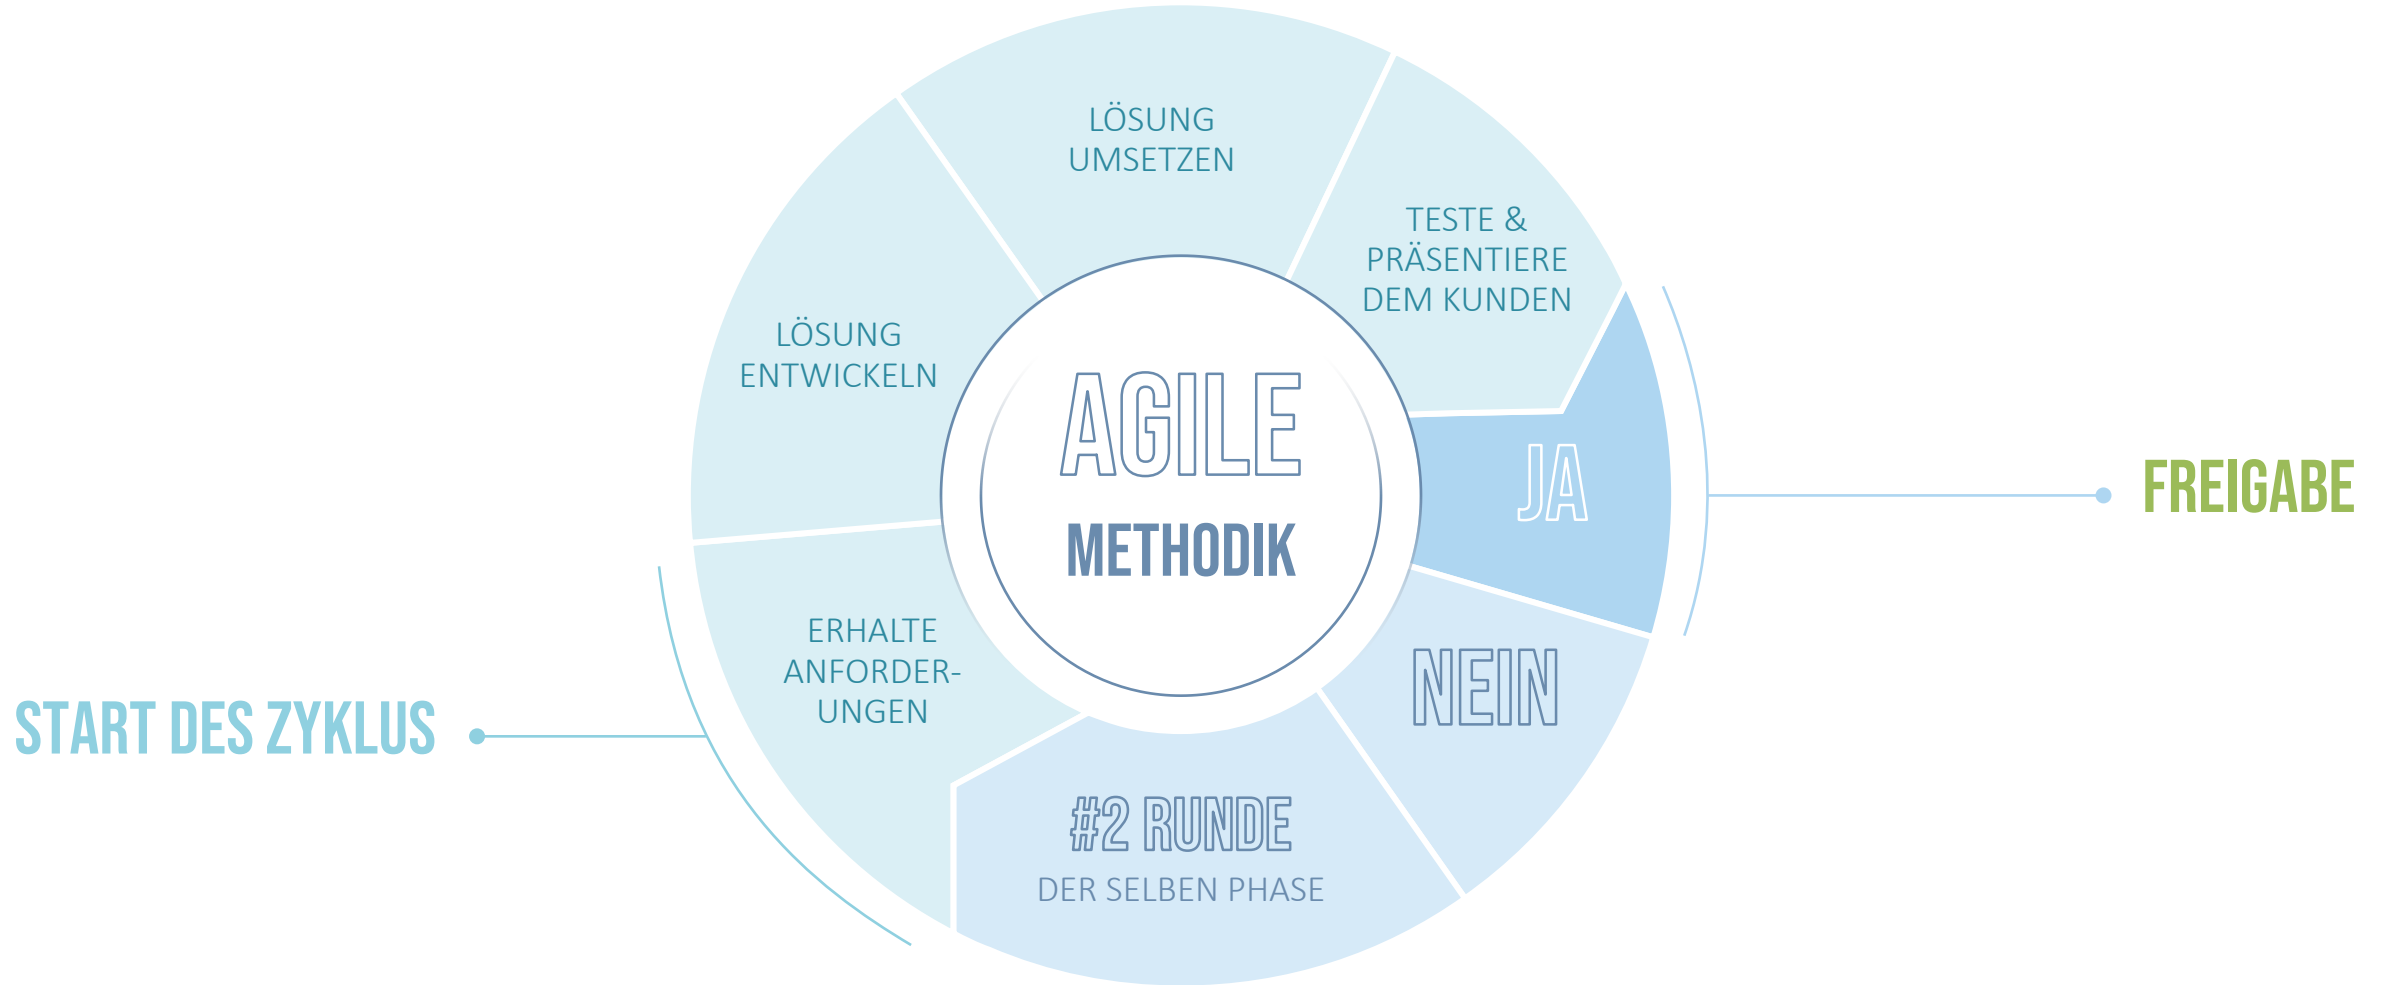 LÖSUNG
UMSETZEN
TESTE &
PRÄSENTIERE
DEM KUNDEN
LÖSUNG
ENTWICKELN
AGILE
METHODIK
JA
FREIGABE
ERHALTE
ANFORDER-
UNGEN
NEIN
START DES ZYKLUS
#2 RUNDE
DER SELBEN PHASE